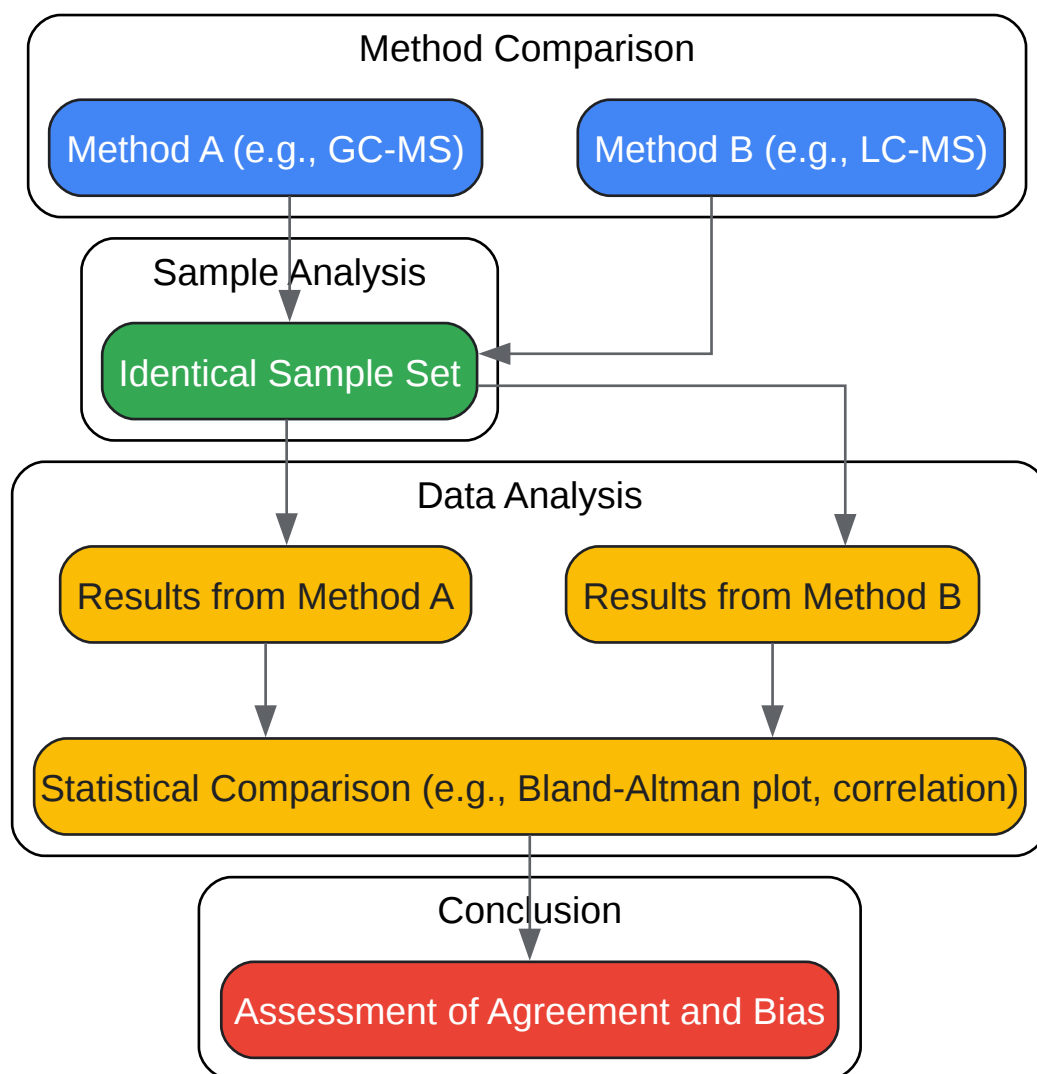 Method Comparison
Method A (e.g., GC-MS)
Method B (e.g., LC-MS)
Sample Analysis
Identical Sample Set
Data Analysis
Results from Method A
Results from Method B
Statistical Comparison (e.g., Bland-Altman plot, correlation)
Conclusion
Assessment of Agreement and Bias